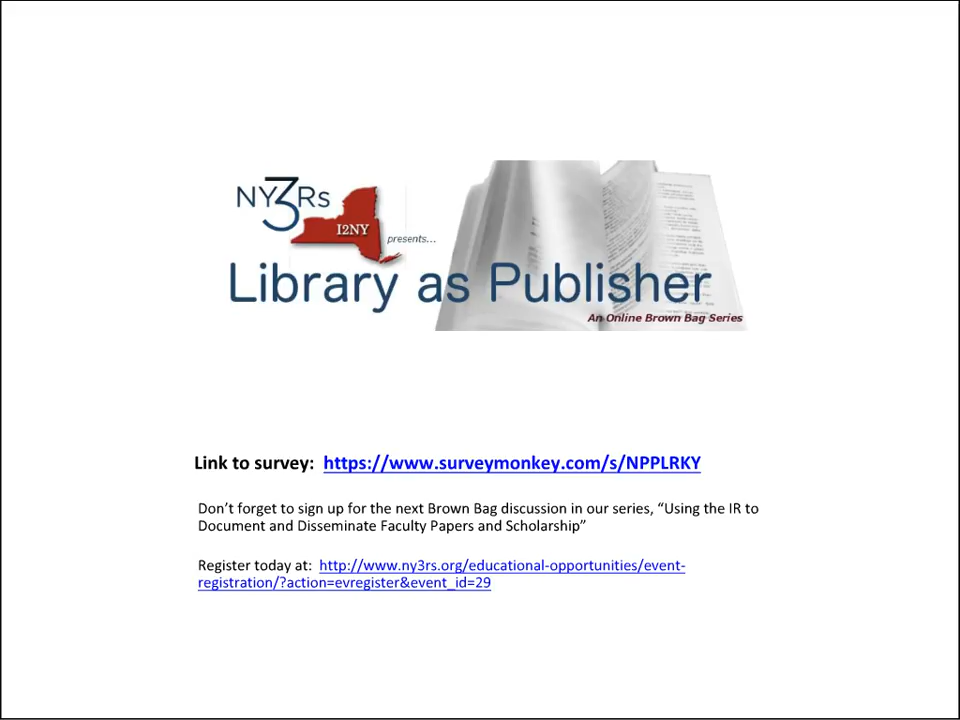 NY3Rs
I2NY
presents...
Library as Publisher
An Online Brown Bag Series
Link to survey: https://www.surveymonkey.com/s/NPPLRKY
Don’t forget to sign up for the next Brown Bag discussion in our series, “Using the IR to
Document and Disseminate Faculty Papers and Scholarship”
Register today at: http://www.ny3rs.org/educational-opportunities/event-
registration/?action=evregister&event_id=29